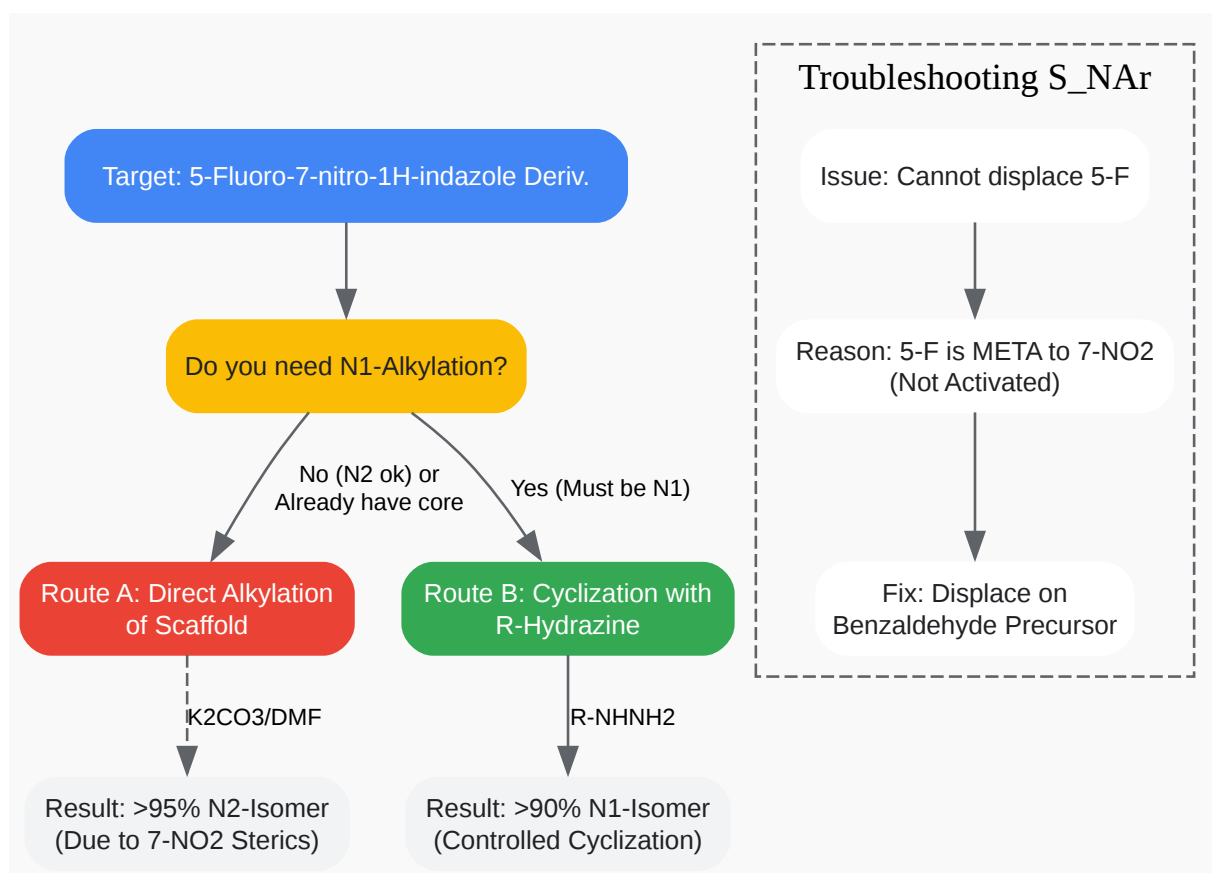 Target: 5-Fluoro-7-nitro-1H-indazole Deriv.
Do you need N1-Alkylation?
No (N2 ok) or
Already have core
Yes (Must be N1)
Route A: Direct Alkylation
of Scaffold
Route B: Cyclization with
R-Hydrazine
K2CO3/DMF
R-NHNH2
Result: >95% N2-Isomer
(Due to 7-NO2 Sterics)
Result: >90% N1-Isomer
(Controlled Cyclization)
Troubleshooting S_NAr
Issue: Cannot displace 5-F
Reason: 5-F is META to 7-NO2
(Not Activated)
Fix: Displace on
Benzaldehyde Precursor